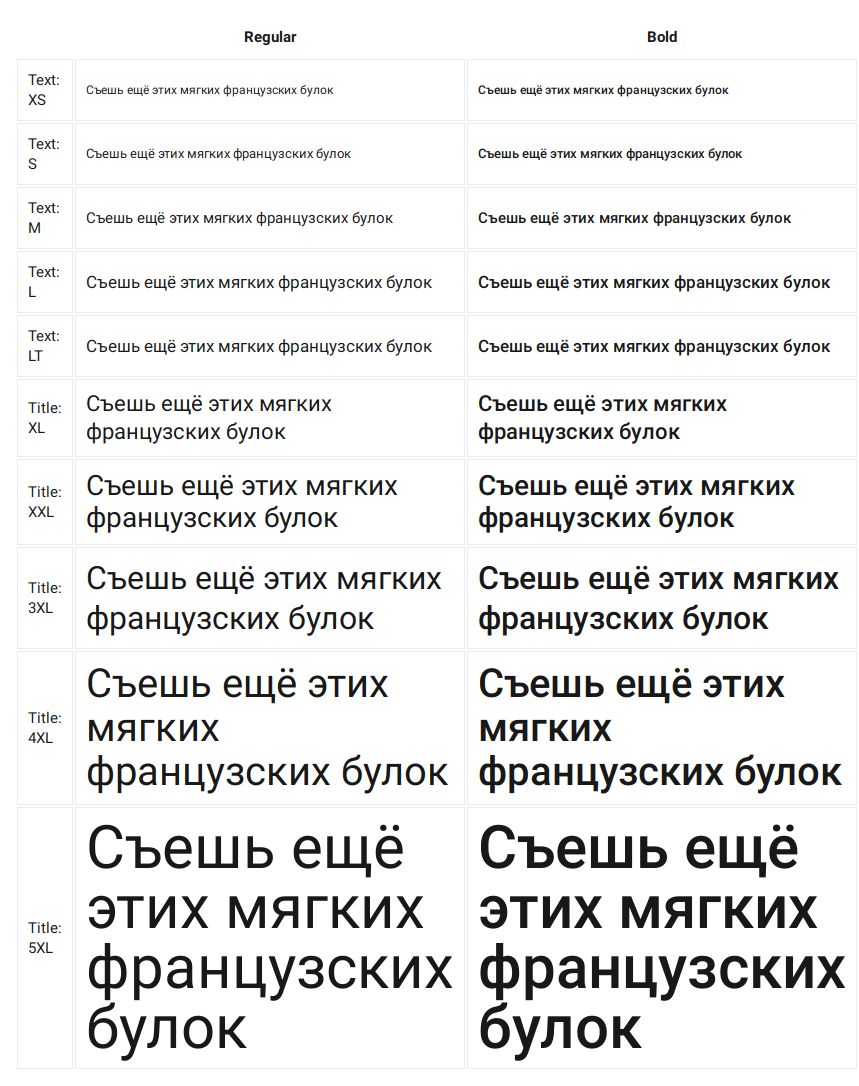 Regular Bold
Text: XS
Съешь ещё этих мягких французских булок
Съешь ещё этих мягких французских булок
Text: S
Съешь ещё этих мягких французских булок
Съешь ещё этих мягких французских булок
Text: M
Съешь ещё этих мягких французских булок
Съешь ещё этих мягких французских булок
Text: L
Съешь ещё этих мягких французских булок
Съешь ещё этих мягких французских булок
Text: LT
Съешь ещё этих мягких французских булок
Съешь ещё этих мягких французских булок
Title: XL
Съешь ещё этих мягких
французских булок
Съешь ещё этих мягких
французских булок
Title: XXL
Съешь ещё этих мягких
французских булок
Съешь ещё этих мягких
французских булок
Title: 3XL
Съешь ещё этих мягких
французских булок
Съешь ещё этих мягких
французских булок
Title: 4XL
Съешь ещё этих
мягких
французских булок
Съешь ещё этих
мягких
французских булок
Title: 5XL
Съешь ещё
этих мягких
французских
булок
Съешь ещё
этих мягких
французских
булок